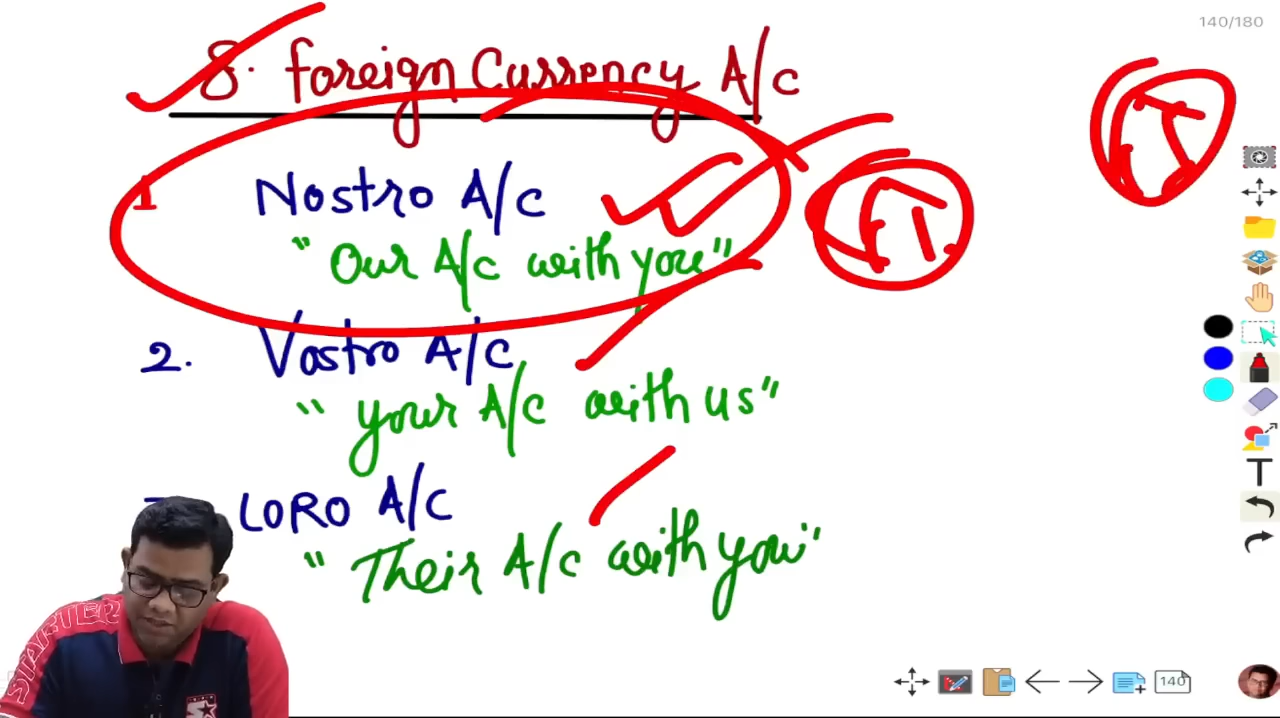 140/180
8. Foreign Currency A/c
1 Nostro A/c
"Our A/c with you"
2. Vostro A/c
"your A/c with us"
LORO A/C
"Their A/c with you"
STARTER
T
140